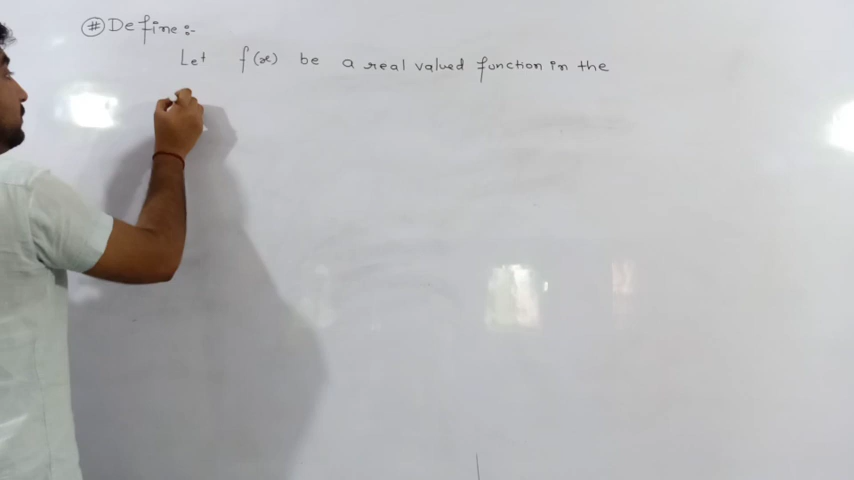 # Define :-
Let f(x) be a real valued function in the